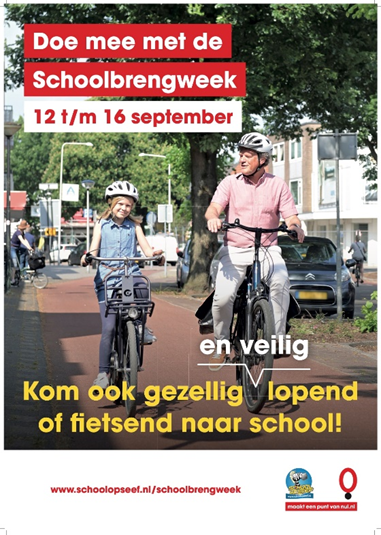 Doe mee met de
Schoolbrengweek
12 t/m 16 september
en veilig
Kom ook gezellig lopend
of fietsend naar school!
www.schoolopseef.nl/schoolbrengweek
maakt een punt van nul.nl